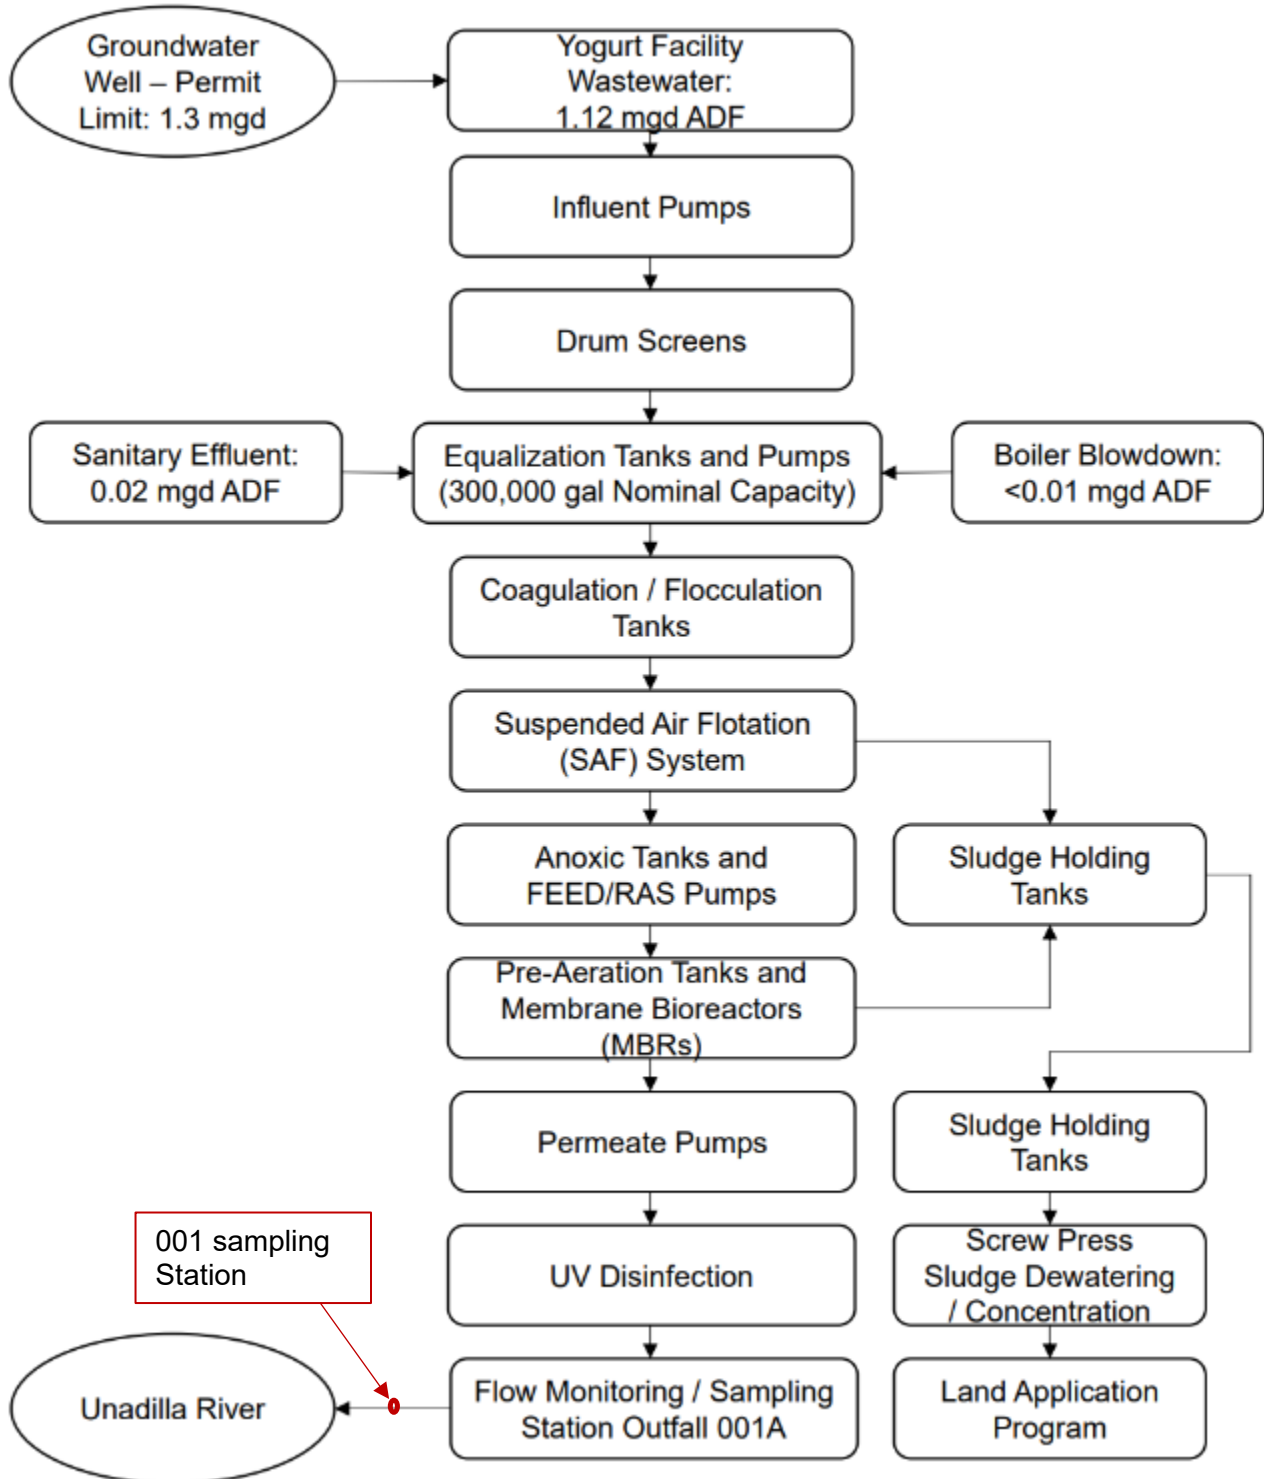 Groundwater
Well – Permit
Limit: 1.3 mgd
Yogurt Facility
Wastewater:
1.12 mgd ADF
Influent Pumps
Drum Screens
Sanitary Effluent:
0.02 mgd ADF
Equalization Tanks and Pumps
(300,000 gal Nominal Capacity)
Boiler Blowdown:
<0.01 mgd ADF
Coagulation / Flocculation
Tanks
Suspended Air Flotation
(SAF) System
Anoxic Tanks and
FEED/RAS Pumps
Sludge Holding
Tanks
Pre-Aeration Tanks and
Membrane Bioreactors
(MBRs)
Permeate Pumps
Sludge Holding
Tanks
001 sampling
Station
UV Disinfection
Screw Press
Sludge Dewatering
/ Concentration
Unadilla River
Flow Monitoring / Sampling
Station Outfall 001A
Land Application
Program